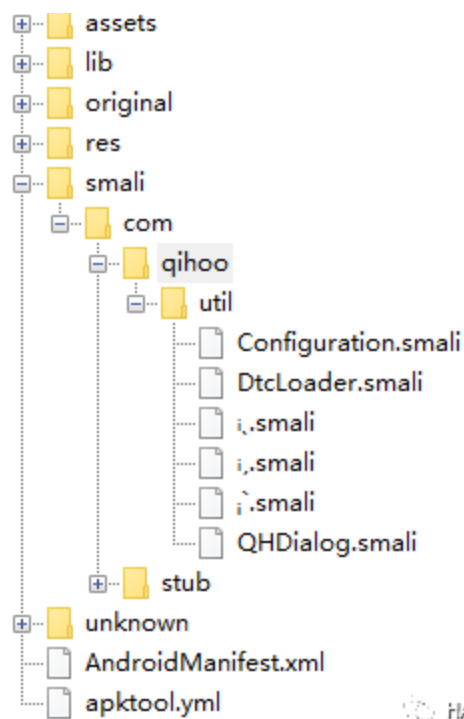 assets
lib
original
res
smali
com
qihoo
util
Configuration.smali
DtcLoader.smali
¡¸.smali
¡,.smali
¡`.smali
QHDialog.smali
stub
unknown
AndroidManifest.xml
apktool.yml